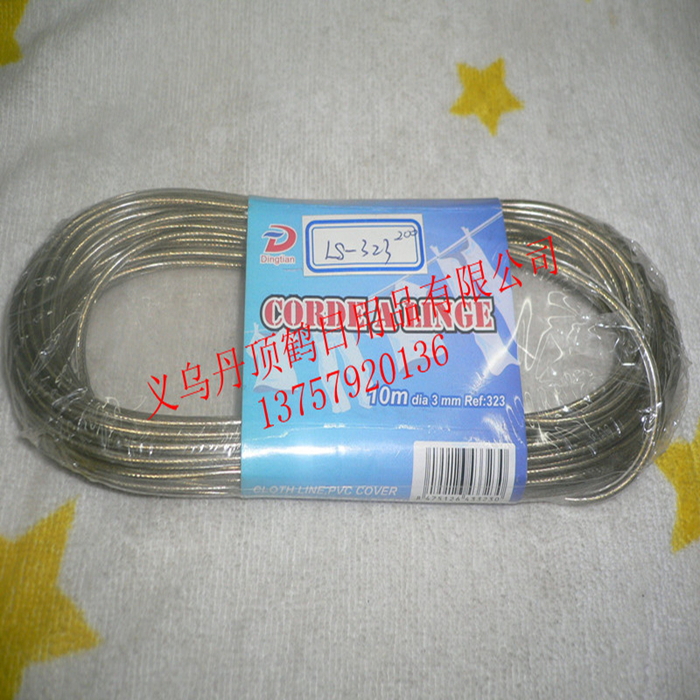 Dingtian
LS-323 200
CORDE A LINGE
义乌丹顶鹤日用品有限公司
13757920136
10m dia 3 mm Ref:323
CLOTH LINE PVC COVER